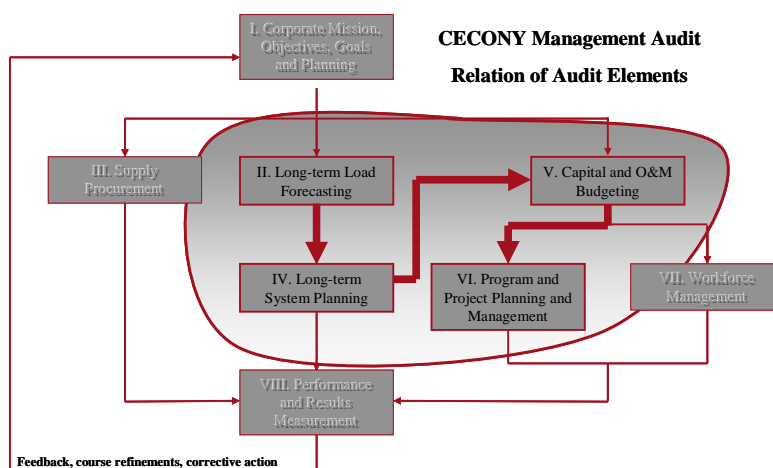 I. Corporate Mission,
Objectives, Goals
and Planning
CECONY Management Audit
Relation of Audit Elements
III. Supply
Procurement
II. Long-term Load
Forecasting
V. Capital and O&M
Budgeting
IV. Long-term
System Planning
VI. Program and
Project Planning and
Management
VII. Workforce
Management
VIII. Performance
and Results
Measurement
Feedback, course refinements, corrective action